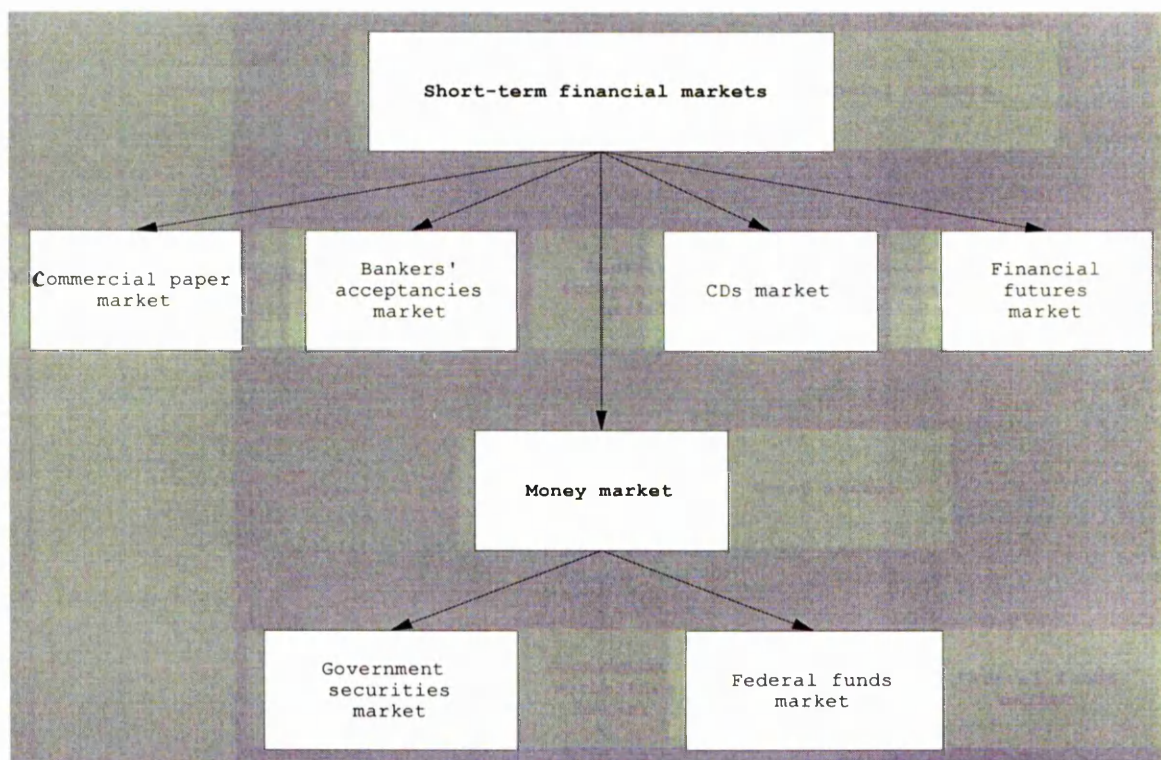 Short-term financial markets
Commercial paper
market
Bankers'
acceptancies
market
CDs market
Financial
futures
market
Money market
Government
securities
market
Federal funds
market